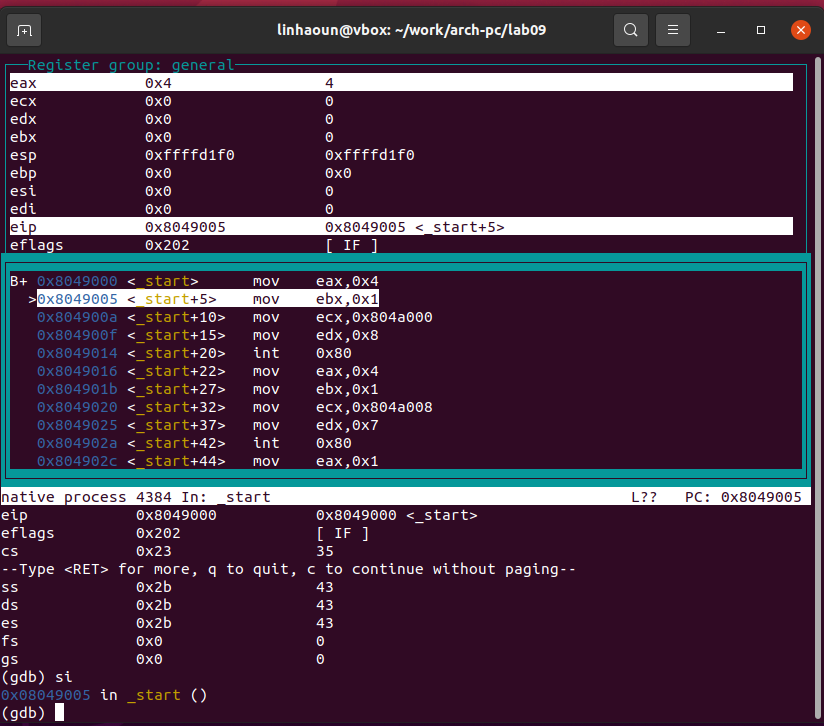 linhaoun@vbox: ~/work/arch-pc/lab09
Register group: general
eax 0x4 4
ecx 0x0 0
edx 0x0 0
ebx 0x0 0
esp 0xffffd1f0 0xffffd1f0
ebp 0x0 0x0
esi 0x0 0
edi 0x0 0
eip 0x8049005 0x8049005 <_start+5>
eflags 0x202 [ IF ]
B+ 0x8049000 <_start> mov eax,0x4
>0x8049005 <_start+5> mov ebx,0x1
0x804900a <_start+10> mov ecx,0x804a000
0x804900f <_start+15> mov edx,0x8
0x8049014 <_start+20> int 0x80
0x8049016 <_start+22> mov eax,0x4
0x804901b <_start+27> mov ebx,0x1
0x8049020 <_start+32> mov ecx,0x804a008
0x8049025 <_start+37> mov edx,0x7
0x804902a <_start+42> int 0x80
0x804902c <_start+44> mov eax,0x1
native process 4384 In: _start L?? PC: 0x8049005
eip 0x8049000 0x8049000 <_start>
eflags 0x202 [ IF ]
cs 0x23 35
--Type <RET> for more, q to quit, c to continue without paging--
ss 0x2b 43
ds 0x2b 43
es 0x2b 43
fs 0x0 0
gs 0x0 0
(gdb) si
0x08049005 in _start ()
(gdb)